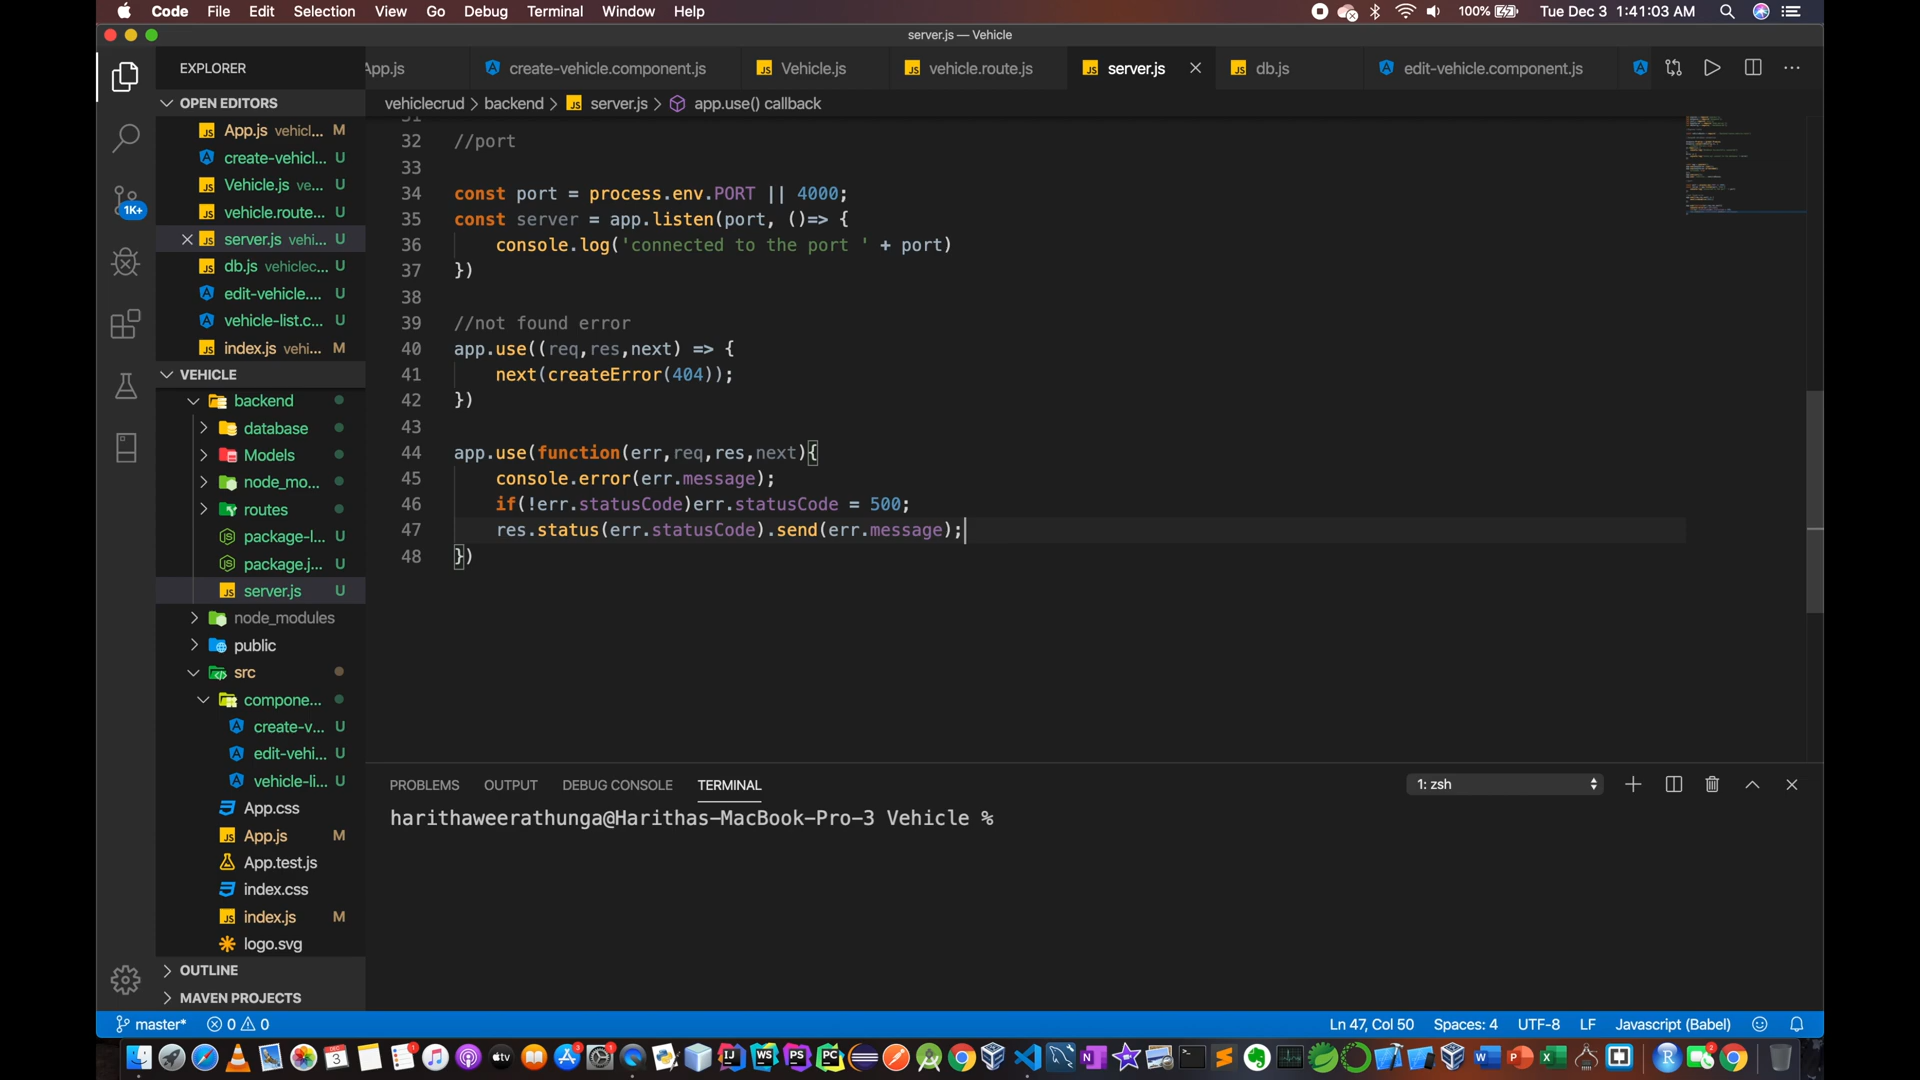 Code File Edit Selection View Go Debug Terminal Window Help 100% Tue Dec 3 1:41:03 AM
server.js — Vehicle
EXPLORER
App.js create-vehicle.component.js Vehicle.js vehicle.route.js server.js db.js edit-vehicle.component.js
OPEN EDITORS
vehiclecrud > backend > server.js > app.use() callback
App.js vehicl... M
create-vehicl... U
Vehicle.js ve... U
vehicle.route... U
1K+
server.js vehi... U
db.js vehiclec... U
edit-vehicle.... U
vehicle-list.c... U
index.js vehi... M
VEHICLE
backend
database
Models
node_mo...
routes
package-l... U
package.j... U
server.js U
node_modules
public
src
compone...
create-v... U
edit-vehi... U
vehicle-li... U
App.css
App.js M
App.test.js
index.css
index.js M
logo.svg
OUTLINE
MAVEN PROJECTS
31
32 //port
33
34 const port = process.env.PORT || 4000;
35 const server = app.listen(port, ()=> {
36 console.log('connected to the port ' + port)
37 })
38
39 //not found error
40 app.use((req,res,next) => {
41 next(createError(404));
42 })
43
44 app.use(function(err,req,res,next){
45 console.error(err.message);
46 if(!err.statusCode)err.statusCode = 500;
47 res.status(err.statusCode).send(err.message);
48 })
PROBLEMS OUTPUT DEBUG CONSOLE TERMINAL 1: zsh
harithaweerathunga@Harithas-MacBook-Pro-3 Vehicle %
master* 0 0 Ln 47, Col 50 Spaces: 4 UTF-8 LF Javascript (Babel)